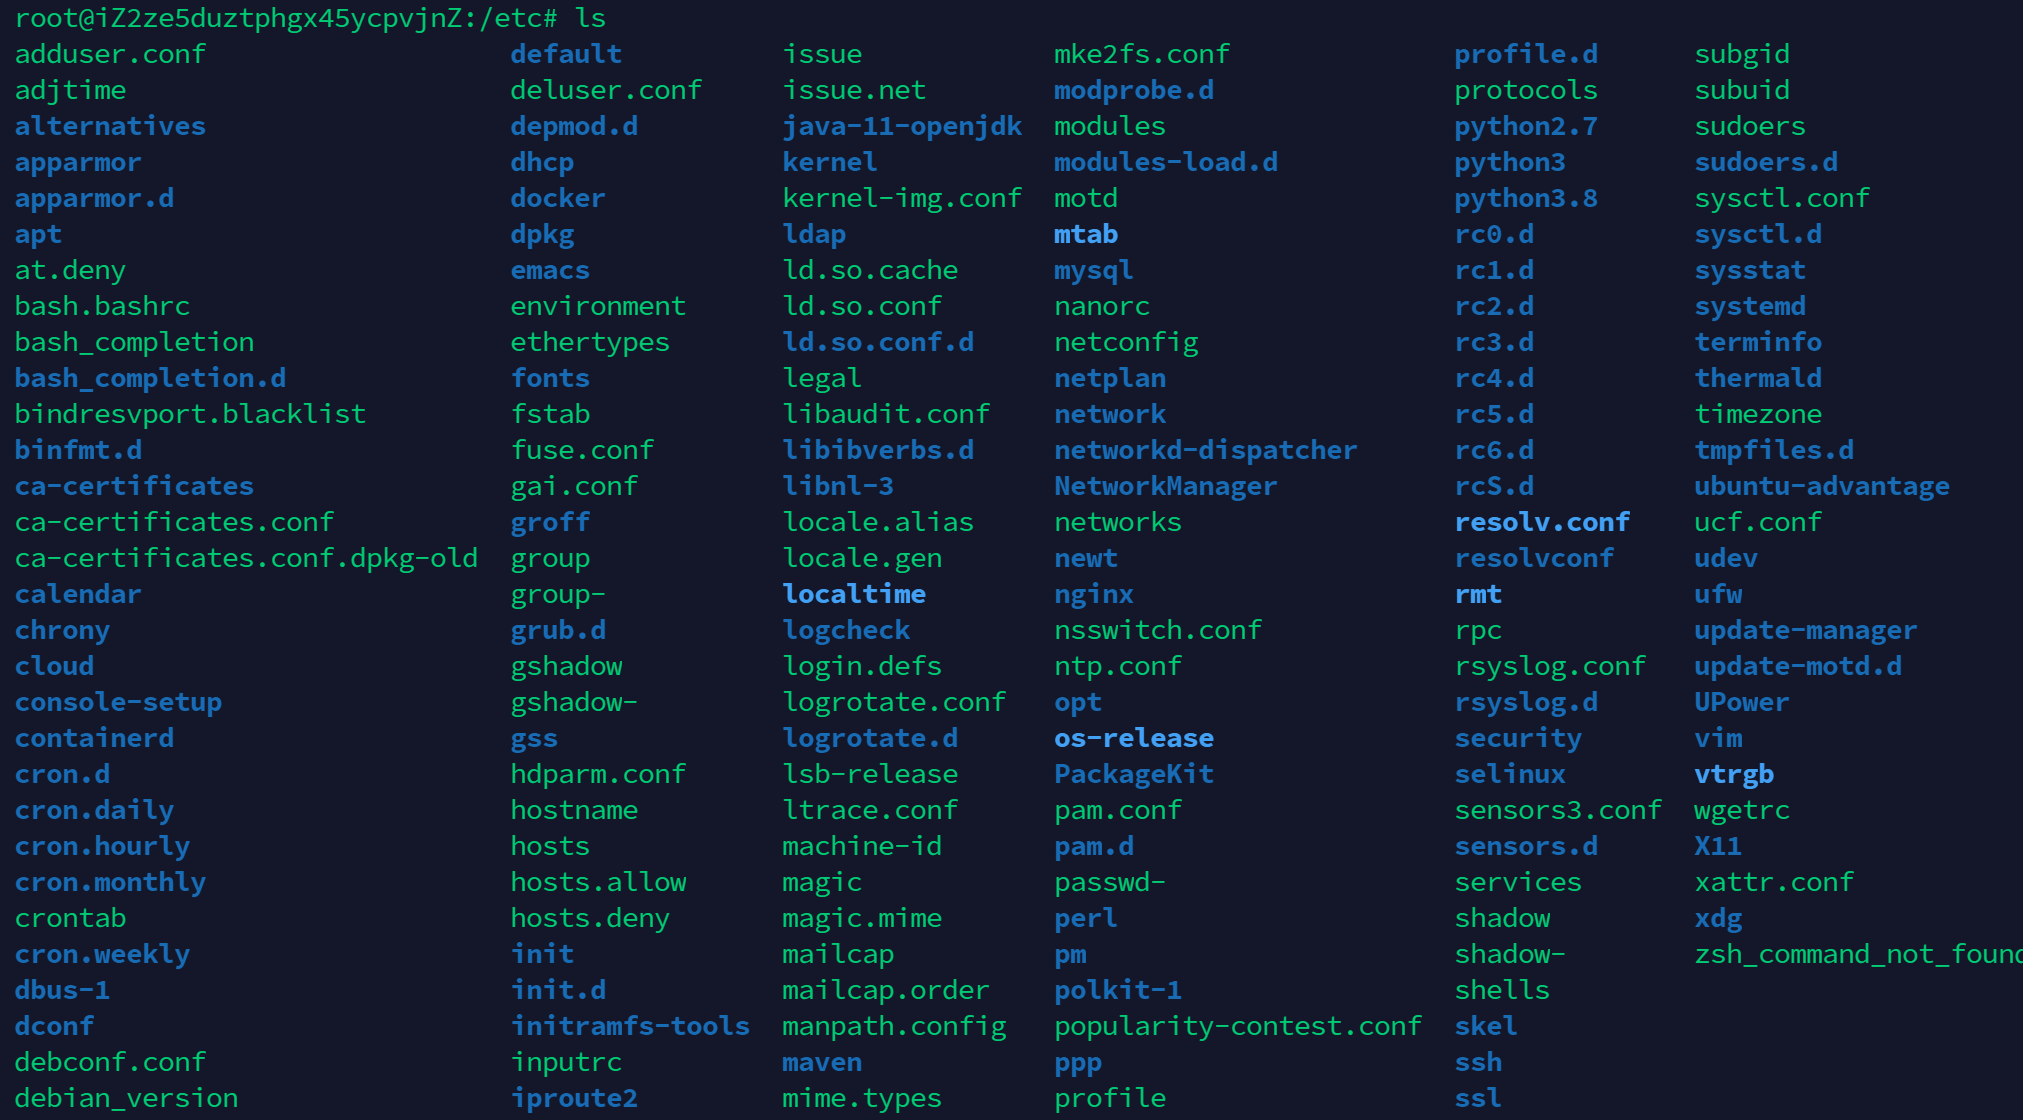 root@iZ2ze5duztphgx45ycpvjnZ:/etc# ls
adduser.conf default issue mke2fs.conf profile.d subgid
adjtime deluser.conf issue.net modprobe.d protocols subuid
alternatives depmod.d java-11-openjdk modules python2.7 sudoers
apparmor dhcp kernel modules-load.d python3 sudoers.d
apparmor.d docker kernel-img.conf motd python3.8 sysctl.conf
apt dpkg ldap mtab rc0.d sysctl.d
at.deny emacs ld.so.cache mysql rc1.d sysstat
bash.bashrc environment ld.so.conf nanorc rc2.d systemd
bash_completion ethertypes ld.so.conf.d netconfig rc3.d terminfo
bash_completion.d fonts legal netplan rc4.d thermald
bindresvport.blacklist fstab libaudit.conf network rc5.d timezone
binfmt.d fuse.conf libibverbs.d networkd-dispatcher rc6.d tmpfiles.d
ca-certificates gai.conf libnl-3 NetworkManager rcS.d ubuntu-advantage
ca-certificates.conf groff locale.alias networks resolv.conf ucf.conf
ca-certificates.conf.dpkg-old group locale.gen newt resolvconf udev
calendar group- localtime nginx rmt ufw
chrony grub.d logcheck nsswitch.conf rpc update-manager
cloud gshadow login.defs ntp.conf rsyslog.conf update-motd.d
console-setup gshadow- logrotate.conf opt rsyslog.d UPower
containerd gss logrotate.d os-release security vim
cron.d hdparm.conf lsb-release PackageKit selinux vtrgb
cron.daily hostname ltrace.conf pam.conf sensors3.conf wgetrc
cron.hourly hosts machine-id pam.d sensors.d X11
cron.monthly hosts.allow magic passwd- services xattr.conf
crontab hosts.deny magic.mime perl shadow xdg
cron.weekly init mailcap pm shadow- zsh_command_not_found
dbus-1 init.d mailcap.order polkit-1 shells
dconf initramfs-tools manpath.config popularity-contest.conf skel
debconf.conf inputrc maven ppp ssh
debian_version iproute2 mime.types profile ssl